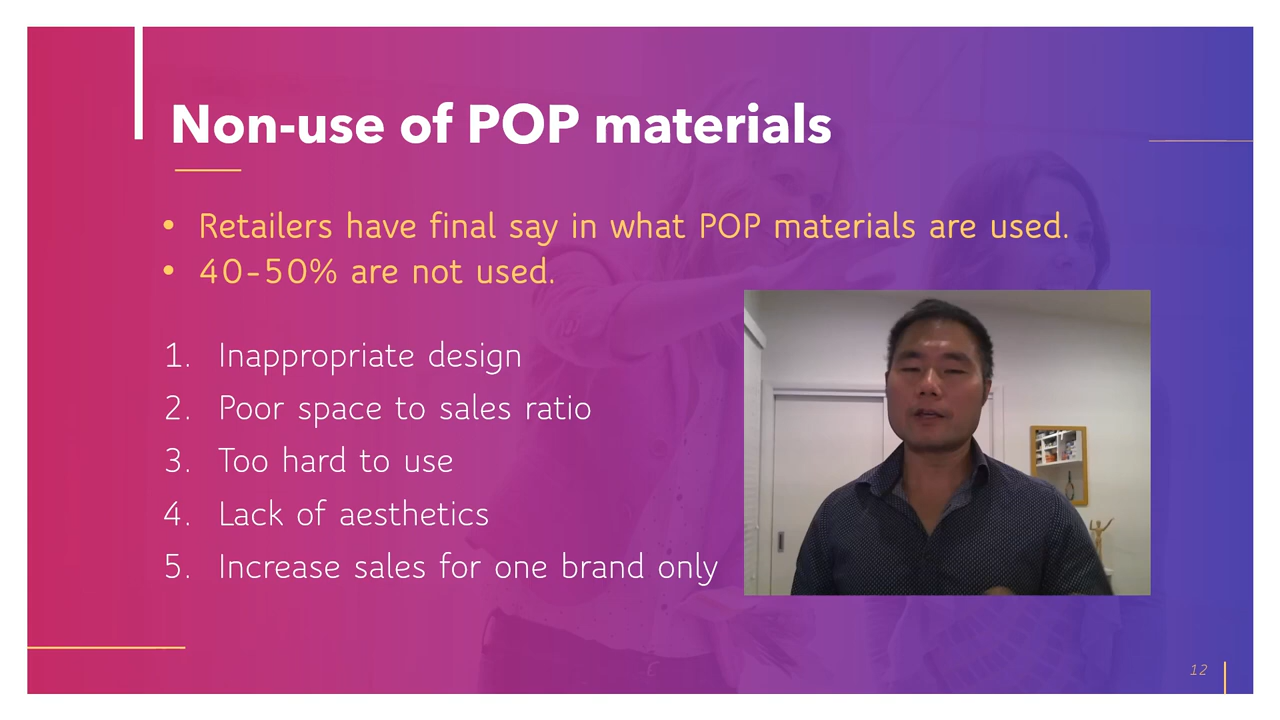 Non-use of POP materials
• Retailers have final say in what POP materials are used.
• 40-50% are not used.
1. Inappropriate design
2. Poor space to sales ratio
3. Too hard to use
4. Lack of aesthetics
5. Increase sales for one brand only
12